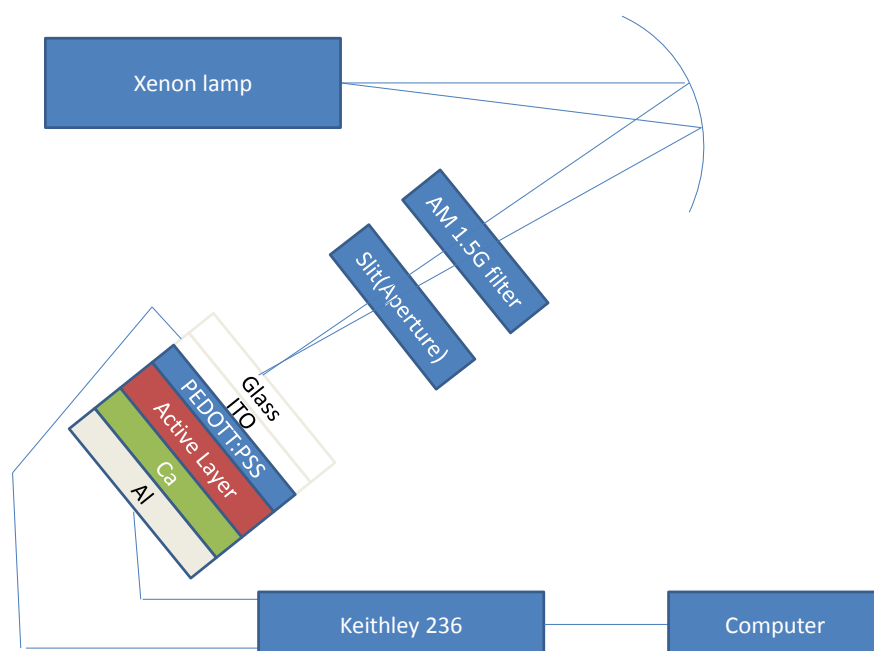 Xenon lamp
AM 1.5G filter
Slit(Aperture)
Glass
ITO
PEDOTT:PSS
Active Layer
Ca
Al
Keithley 236
Computer